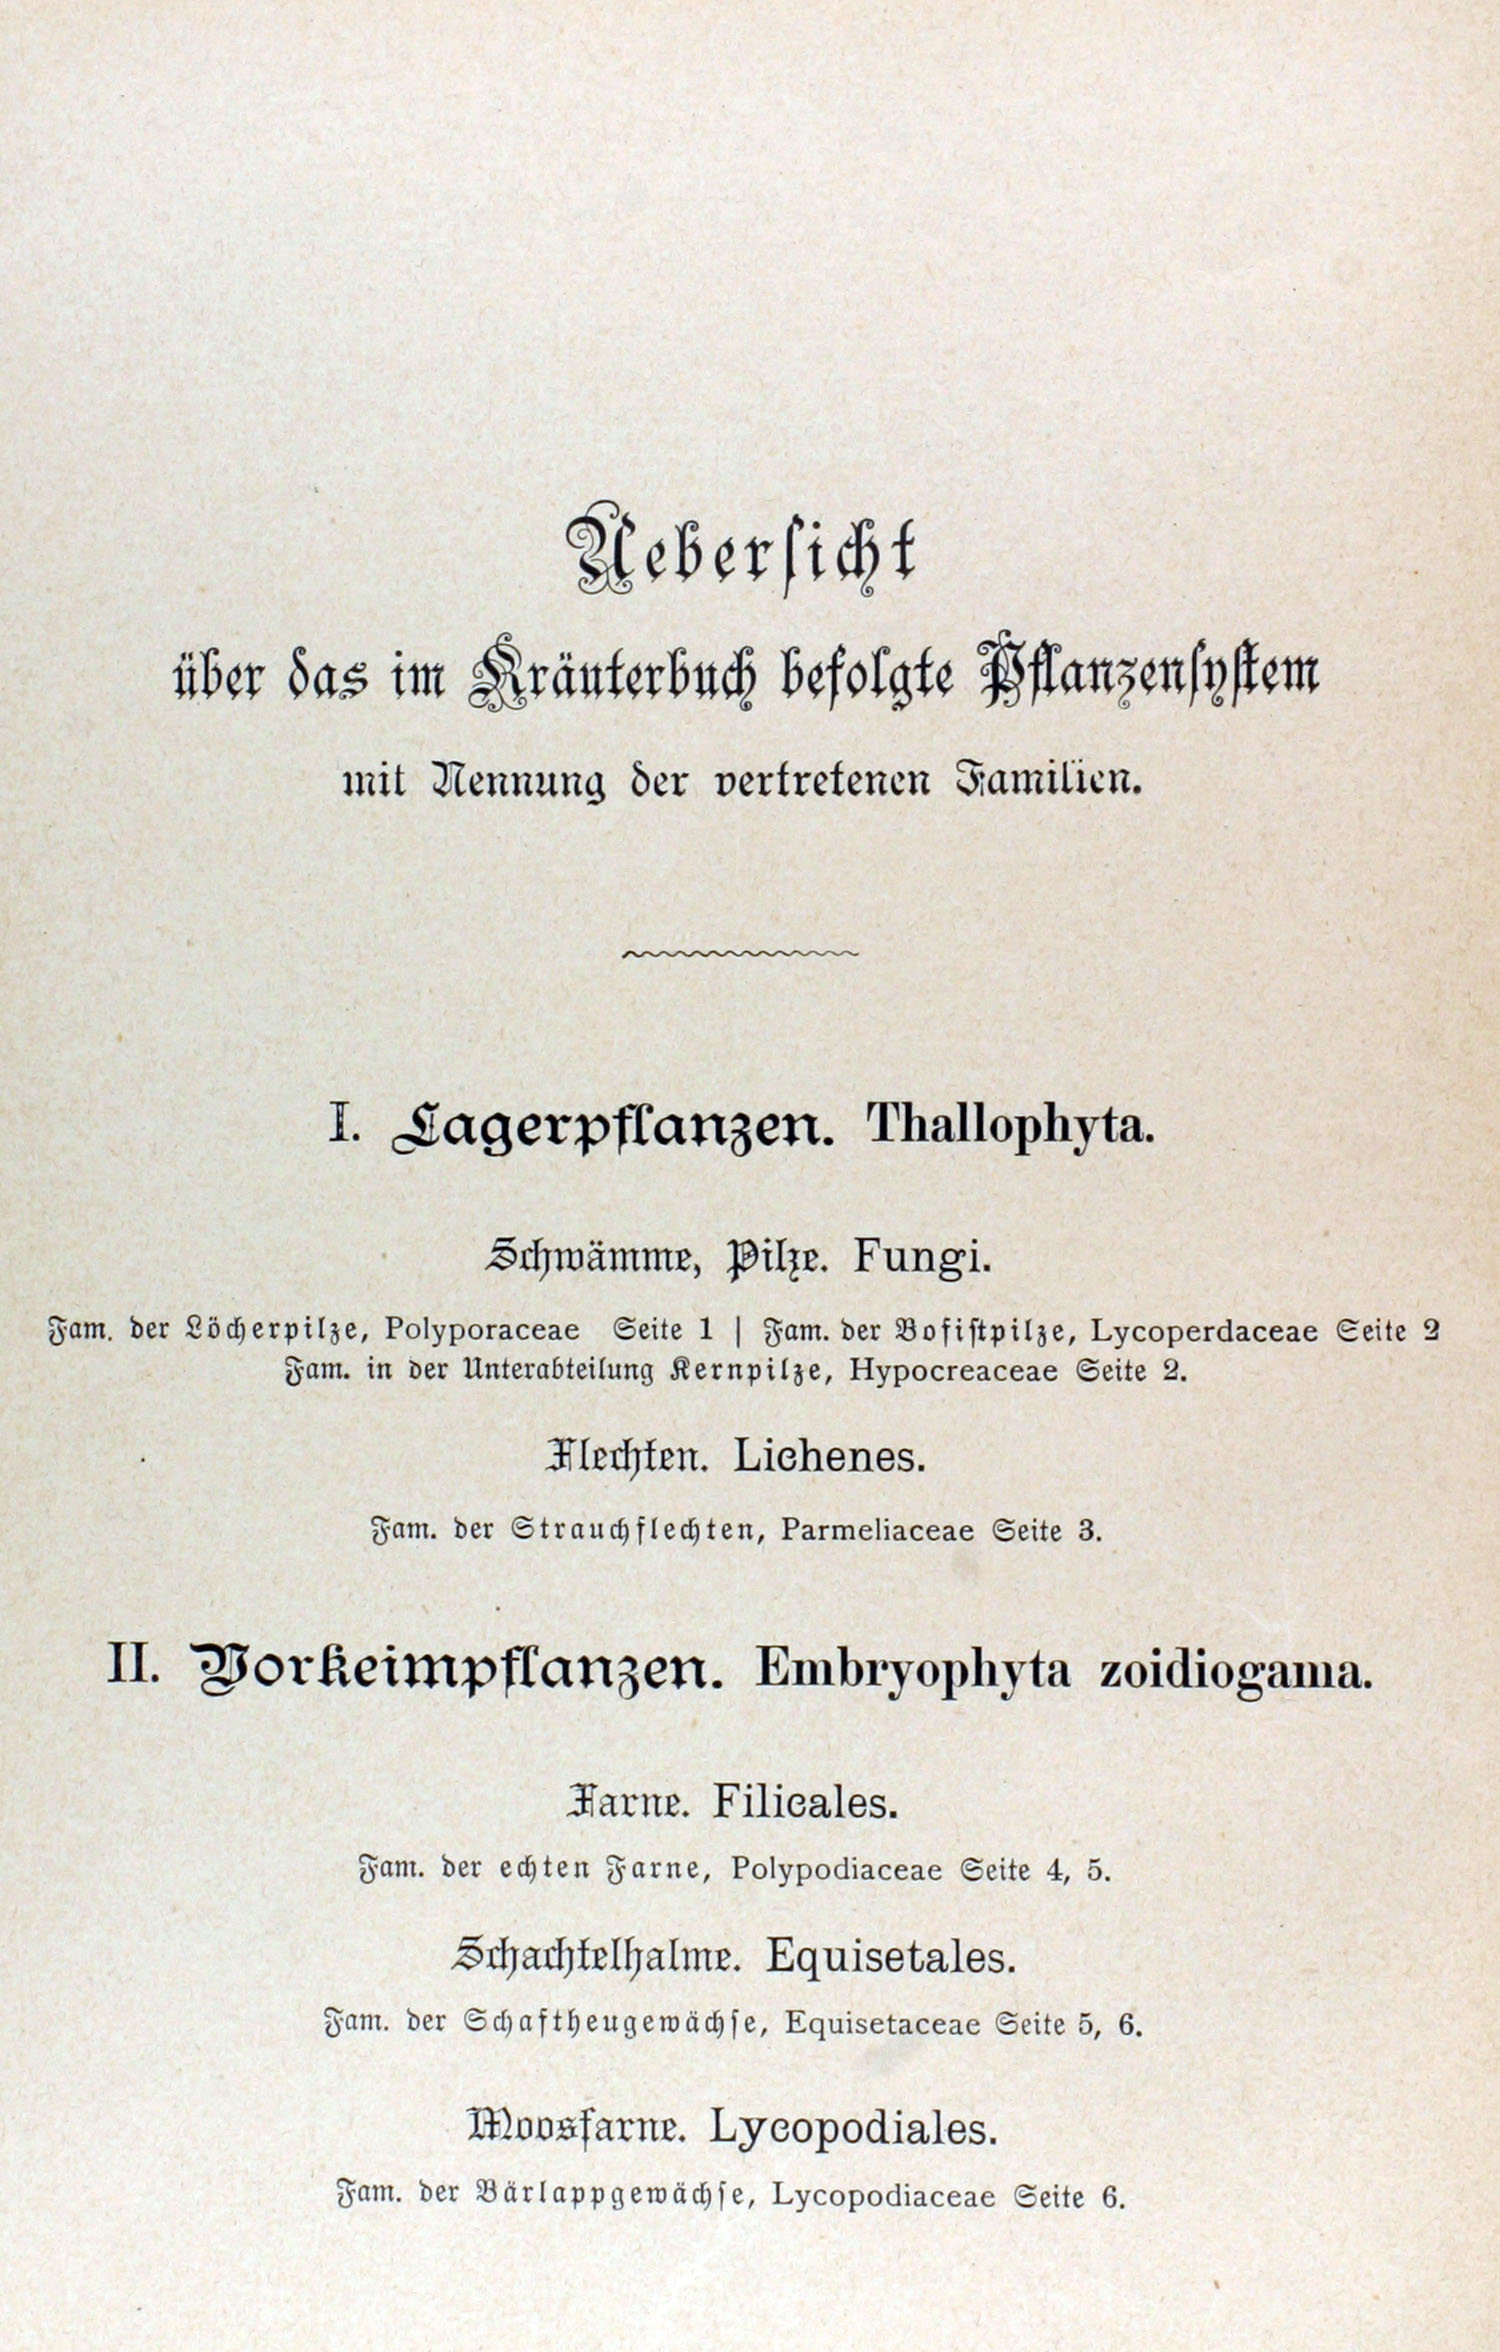 Uebersicht
über das im Kräuterbuch befolgte Pflanzensystem
mit Nennung der vertretenen Familien.
I. Lagerpflanzen. Thallophyta.
Schwämme, Pilze. Fungi.
Fam. der Löcherpilze, Polyporaceae Seite 1 | Fam. der Bofistpilze, Lycoperdaceae Seite 2
Fam. in der Unterabteilung Kernpilze, Hypocreaceae Seite 2.
Flechten. Lichenes.
Fam. der Strauchflechten, Parmeliaceae Seite 3.
II. Vorkeimpflanzen. Embryophyta zoidiogama.
Farne. Filicales.
Fam. der echten Farne, Polypodiaceae Seite 4, 5.
Schachtelhalme. Equisetales.
Fam. der Schaftheugewächse, Equisetaceae Seite 5, 6.
Moosfarne. Lycopodiales.
Fam. der Bärlappgewächse, Lycopodiaceae Seite 6.